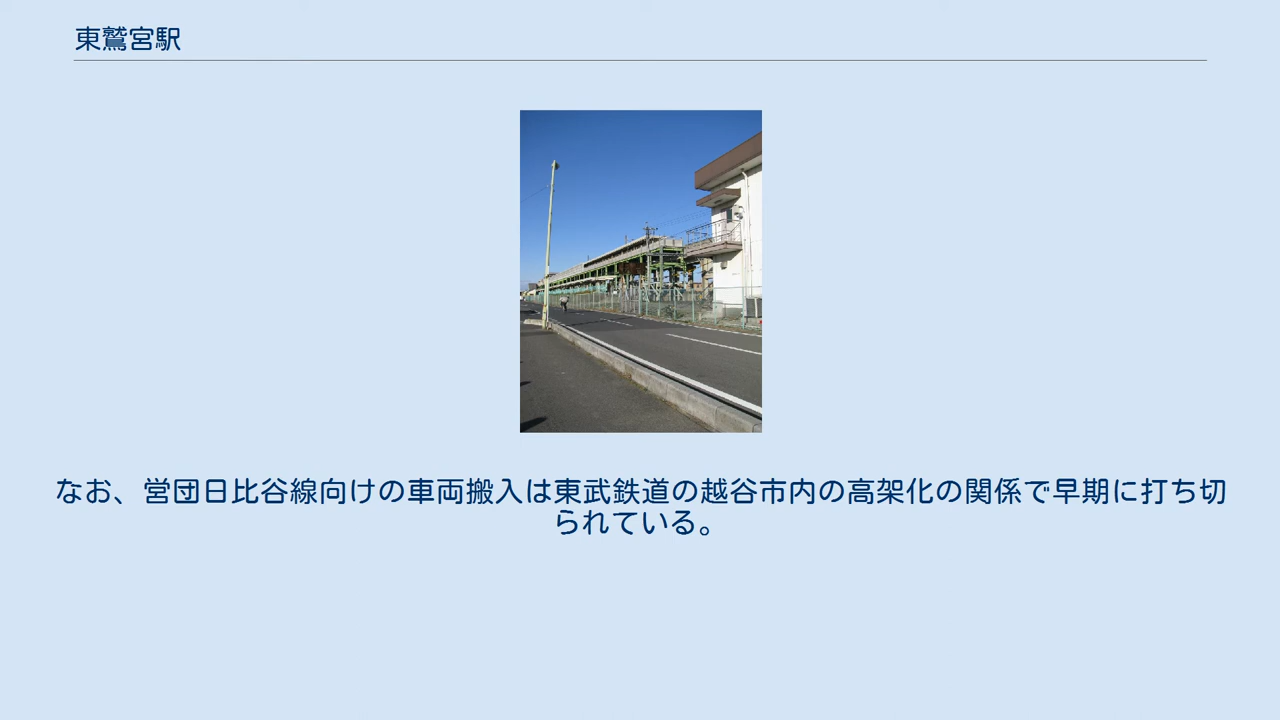 東鷲宮駅
なお、営団日比谷線向けの車両搬入は東武鉄道の越谷市内の高架化の関係で早期に打ち切
られている。